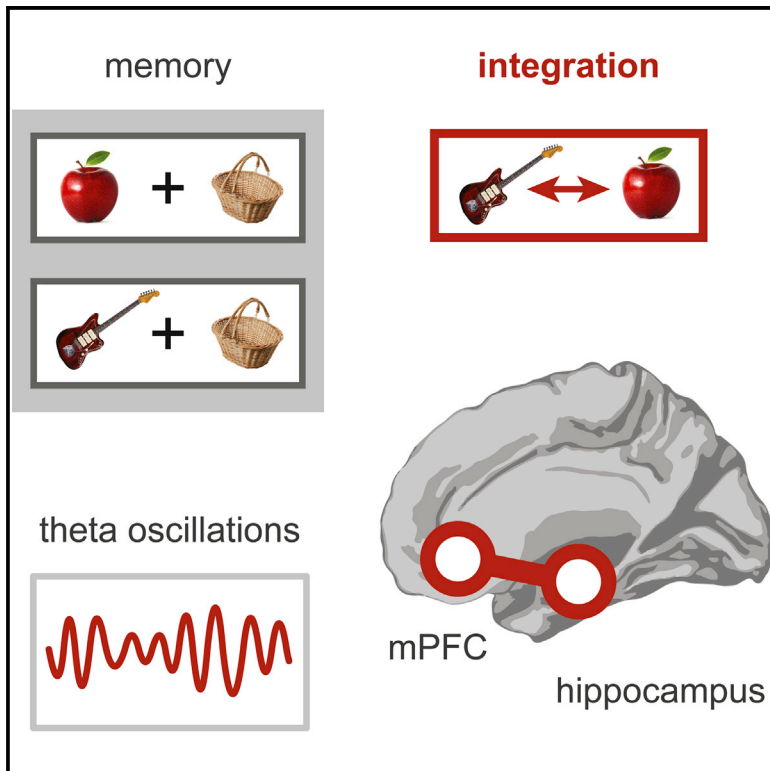 memory
integration
theta oscillations
mPFC
hippocampus